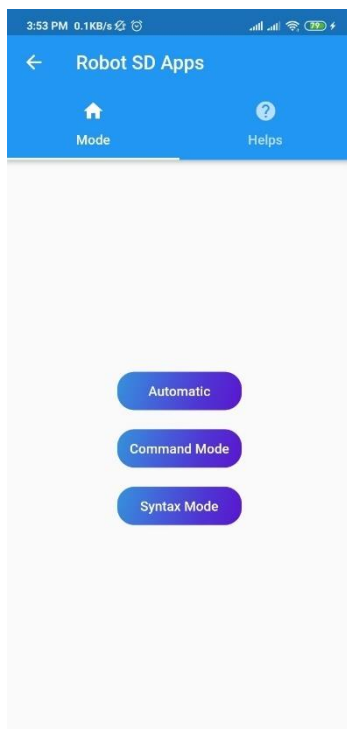 3:53 PM 0.1KB/s 79
Robot SD Apps
Mode Helps
Automatic
Command Mode
Syntax Mode